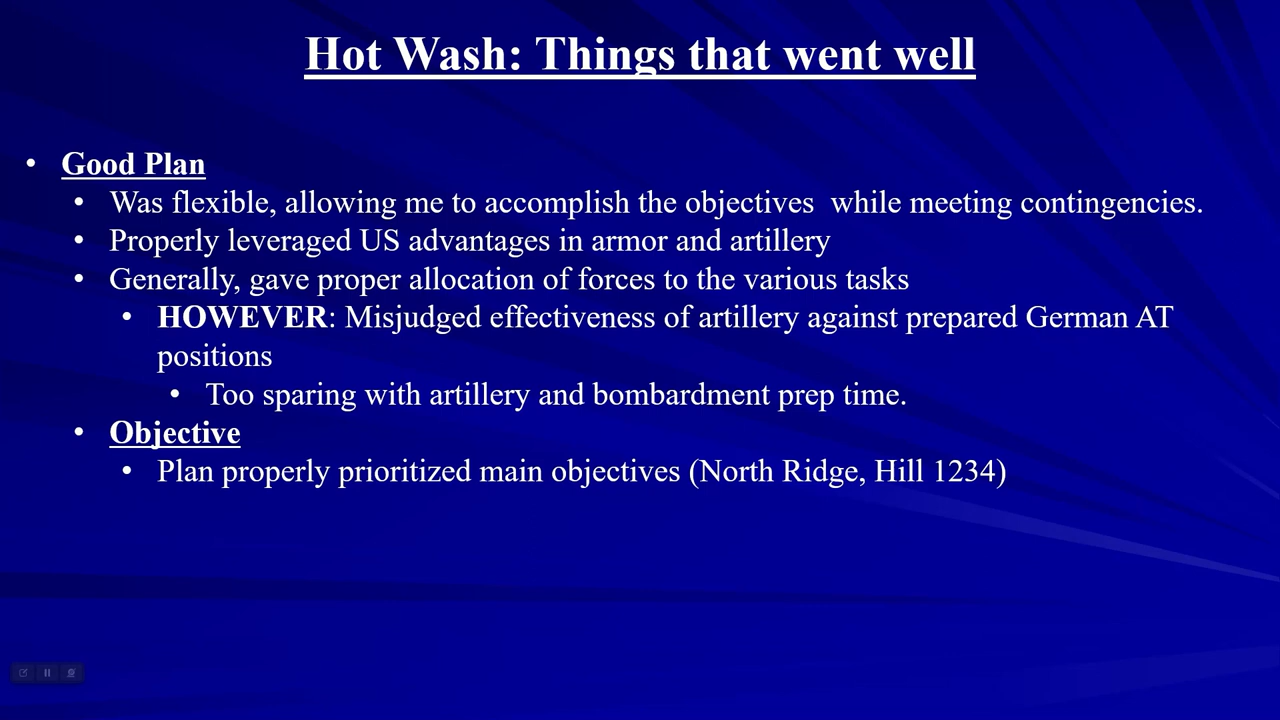 Hot Wash: Things that went well
• Good Plan
• Was flexible, allowing me to accomplish the objectives  while meeting contingencies.
• Properly leveraged US advantages in armor and artillery
• Generally, gave proper allocation of forces to the various tasks
• HOWEVER: Misjudged effectiveness of artillery against prepared German AT
positions
• Too sparing with artillery and bombardment prep time.
• Objective
• Plan properly prioritized main objectives (North Ridge, Hill 1234)